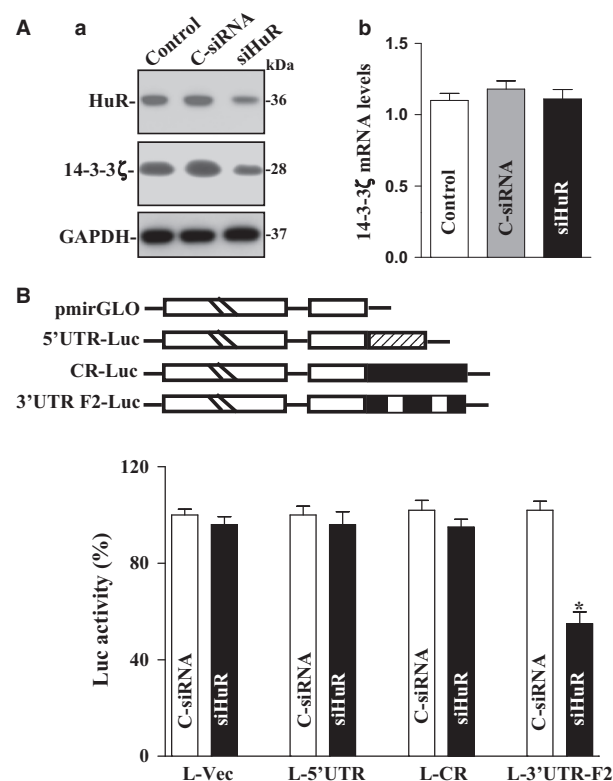 A
a
Control
C-siRNA
siHuR
kDa
HuR-
-36
14-3-3ζ-
-28
GAPDH-
-37
b
14-3-3ζ mRNA levels
1.5
1.0
0.5
0.0
Control
C-siRNA
siHuR
B
pmirGLO
5'UTR-Luc
CR-Luc
3'UTR F2-Luc
Luc activity (%)
120
80
40
0
C-siRNA
siHuR
C-siRNA
siHuR
C-siRNA
siHuR
C-siRNA
siHuR
*
L-Vec
L-5'UTR
L-CR
L-3'UTR-F2